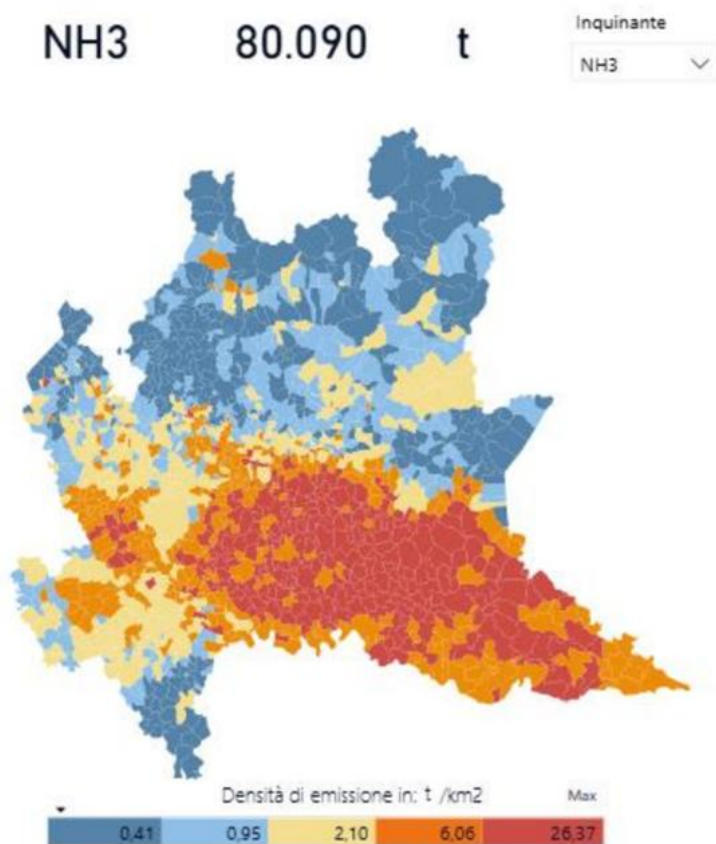 Inquinante
NH3 80.090 t
NH3
Densità di emissione in: t /km2 Max
0,41 0,95 2,10 6,06 26,37